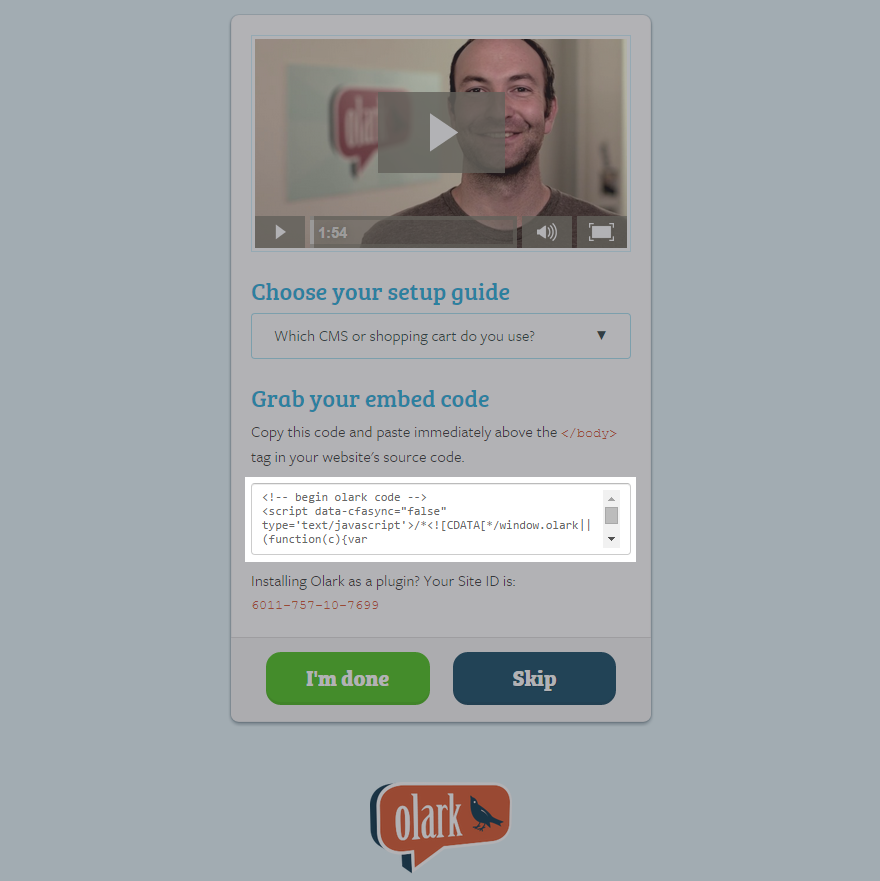 olark
1:54
Choose your setup guide
Which CMS or shopping cart do you use?
Grab your embed code
Copy this code and paste immediately above the </body>
tag in your website's source code.
<!-- begin olark code -->
<script data-cfasync="false"
type='text/javascript'>/*<![CDATA[*/window.olark||
(function(c){var
Installing Olark as a plugin? Your Site ID is:
6011-757-10-7699
I'm done
Skip
olark